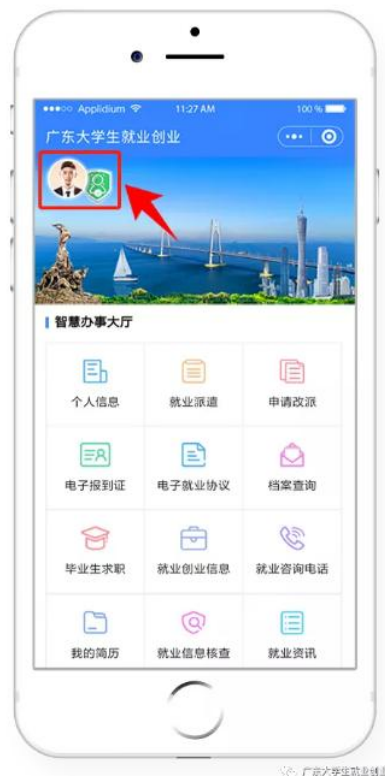 ●●●○○ Applidium 11:27 AM 100 %
广东大学生就业创业
智慧办事大厅
个人信息 就业派遣 申请改派
电子报到证 电子就业协议 档案查询
毕业生求职 就业创业信息 就业咨询电话
我的简历 就业信息核查 就业资讯
广东大学生就业创业